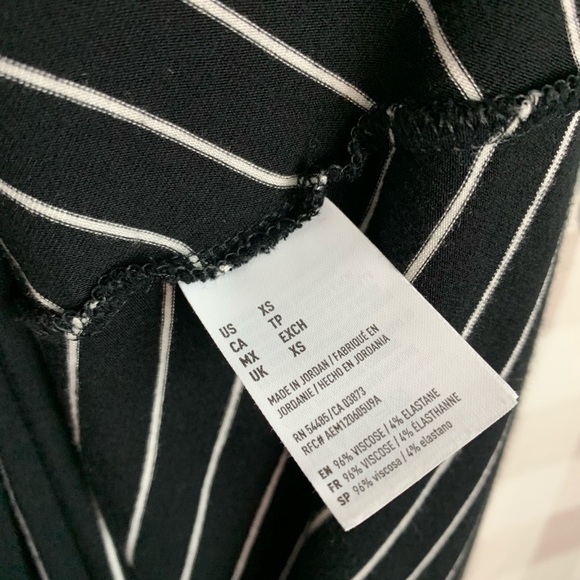 US XS
CA TP
MX EXCH
UK XS
MADE IN JORDAN / FABRIQUÉ EN
JORDANIE / HECHO EN JORDANIA
RN 54485/CA 03873
RFC# AEM120605U9A
EN 96% VISCOSE / 4% ELASTANE
FR 96% VISCOSE / 4% ÉLASTHANNE
SP 96% viscosa / 4% elastano